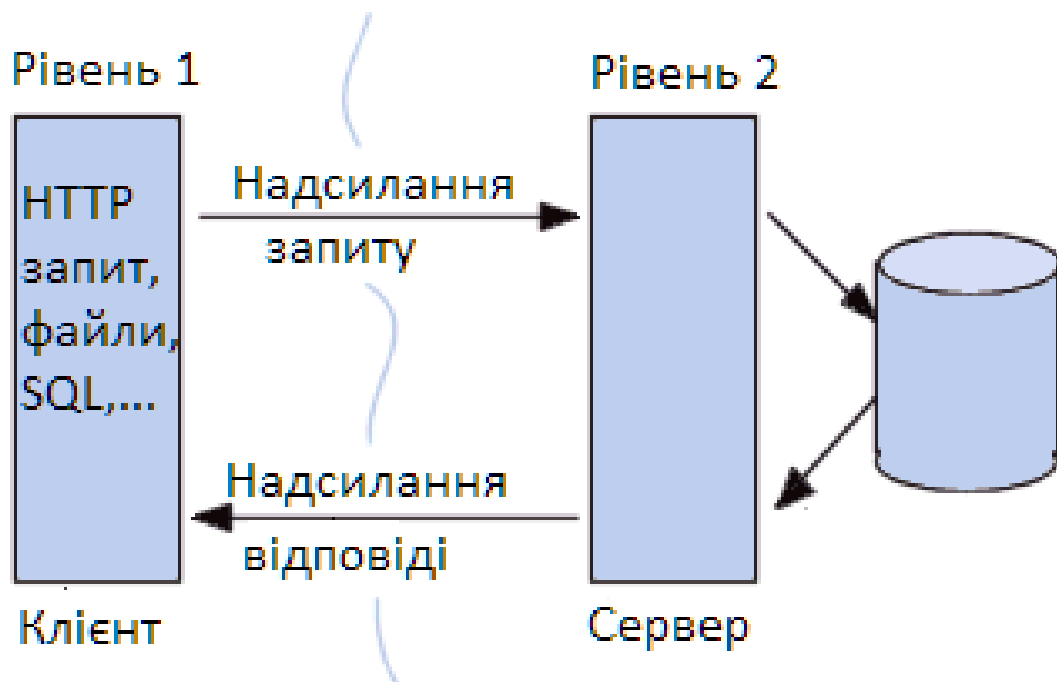 Рівень 1
Рівень 2
HTTP
запит,
файли,
SQL,...
Надсилання
запиту
Надсилання
відповіді
Клієнт
Сервер